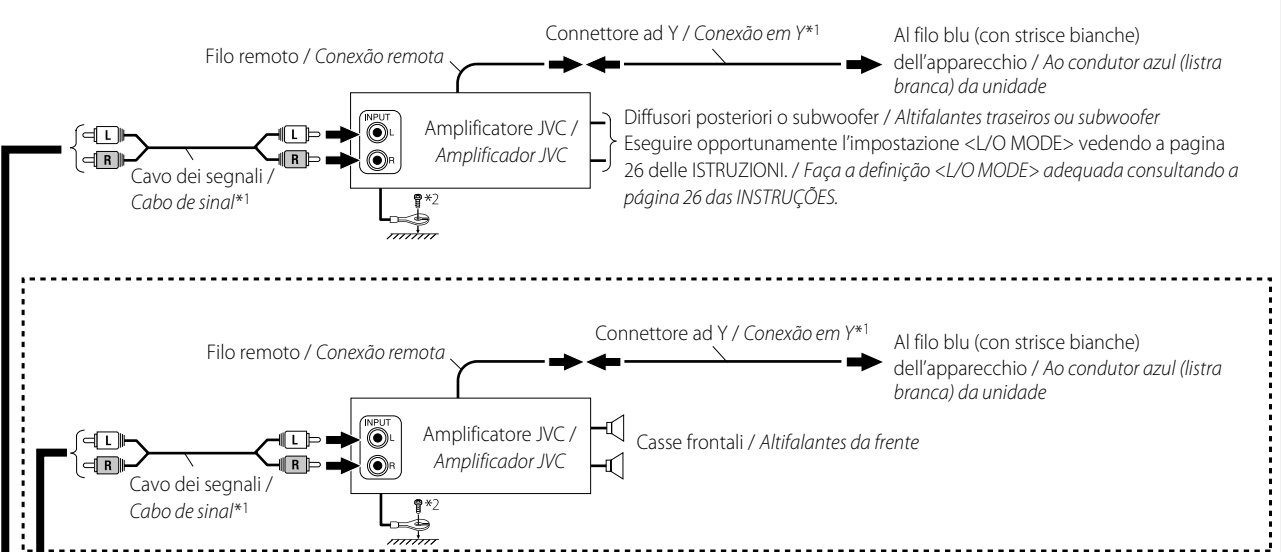 Connettore ad Y / Conexão em Y*1
Al filo blu (con strisce bianche)
dell'apparecchio / Ao condutor azul (listra
branca) da unidade
Filo remoto / Conexão remota
INPUT
L
R
L
R
L
R
Amplificatore JVC /
Amplificador JVC
Diffusori posteriori o subwoofer / Altifalantes traseiros ou subwoofer
Eseguire opportunamente l'impostazione <L/O MODE> vedendo a pagina
26 delle ISTRUZIONI. / Faça a definição <L/O MODE> adequada consultando a
página 26 das INSTRUÇÕES.
Cavo dei segnali /
Cabo de sinal*1
*2
Connettore ad Y / Conexão em Y*1
Al filo blu (con strisce bianche)
dell'apparecchio / Ao condutor azul (listra
branca) da unidade
Filo remoto / Conexão remota
INPUT
L
R
L
R
L
R
Amplificatore JVC /
Amplificador JVC
Casse frontali / Altifalantes da frente
Cavo dei segnali /
Cabo de sinal*1
*2